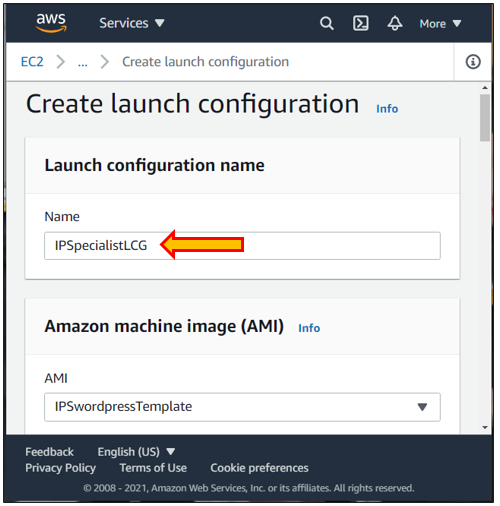 aws Services More
EC2 > ... > Create launch configuration
Create launch configuration Info
Launch configuration name
Name
IPSpecialistLCG
Amazon machine image (AMI) Info
AMI
IPSwordpressTemplate
Feedback English (US)
Privacy Policy Terms of Use Cookie preferences
© 2008 - 2021, Amazon Web Services, Inc. or its affiliates. All rights reserved.